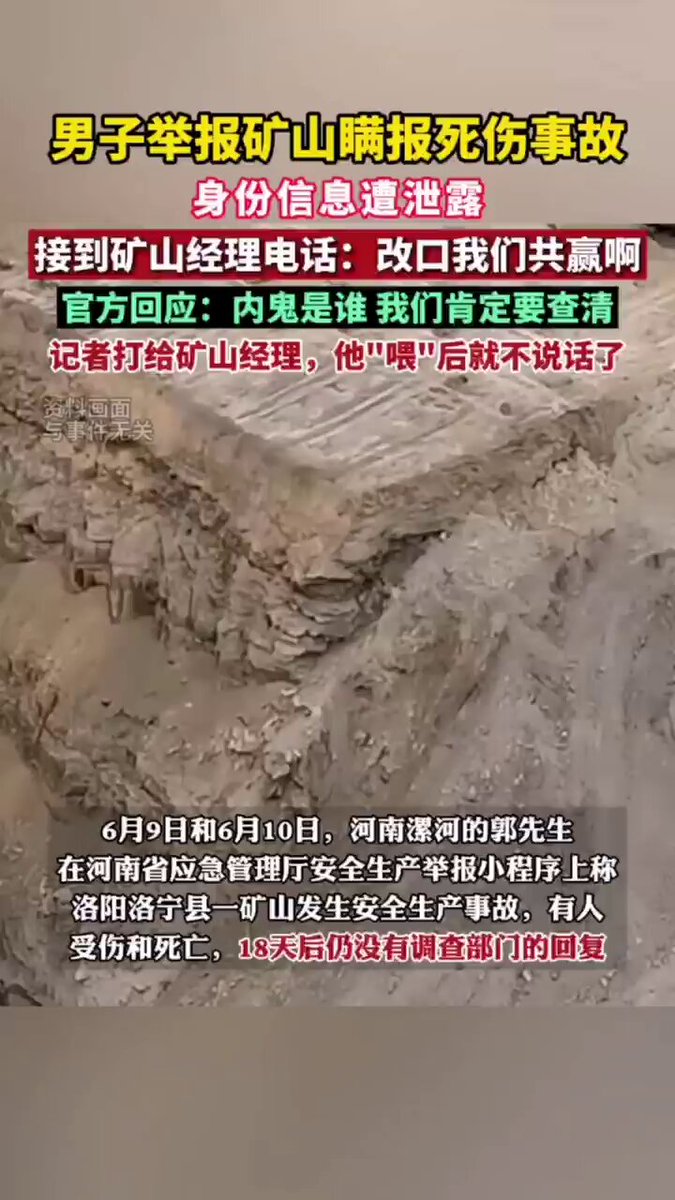 男子举报矿山瞒报死伤事故
身份信息遭泄露
接到矿山经理电话：改口我们共赢啊
官方回应：内鬼是谁 我们肯定要查清
记者打给矿山经理，他"喂"后就不说话了
资料画面
与事件无关
6月9日和6月10日，河南漯河的郭先生
在河南省应急管理厅安全生产举报小程序上称
洛阳洛宁县一矿山发生安全生产事故，有人
受伤和死亡，18天后仍没有调查部门的回复